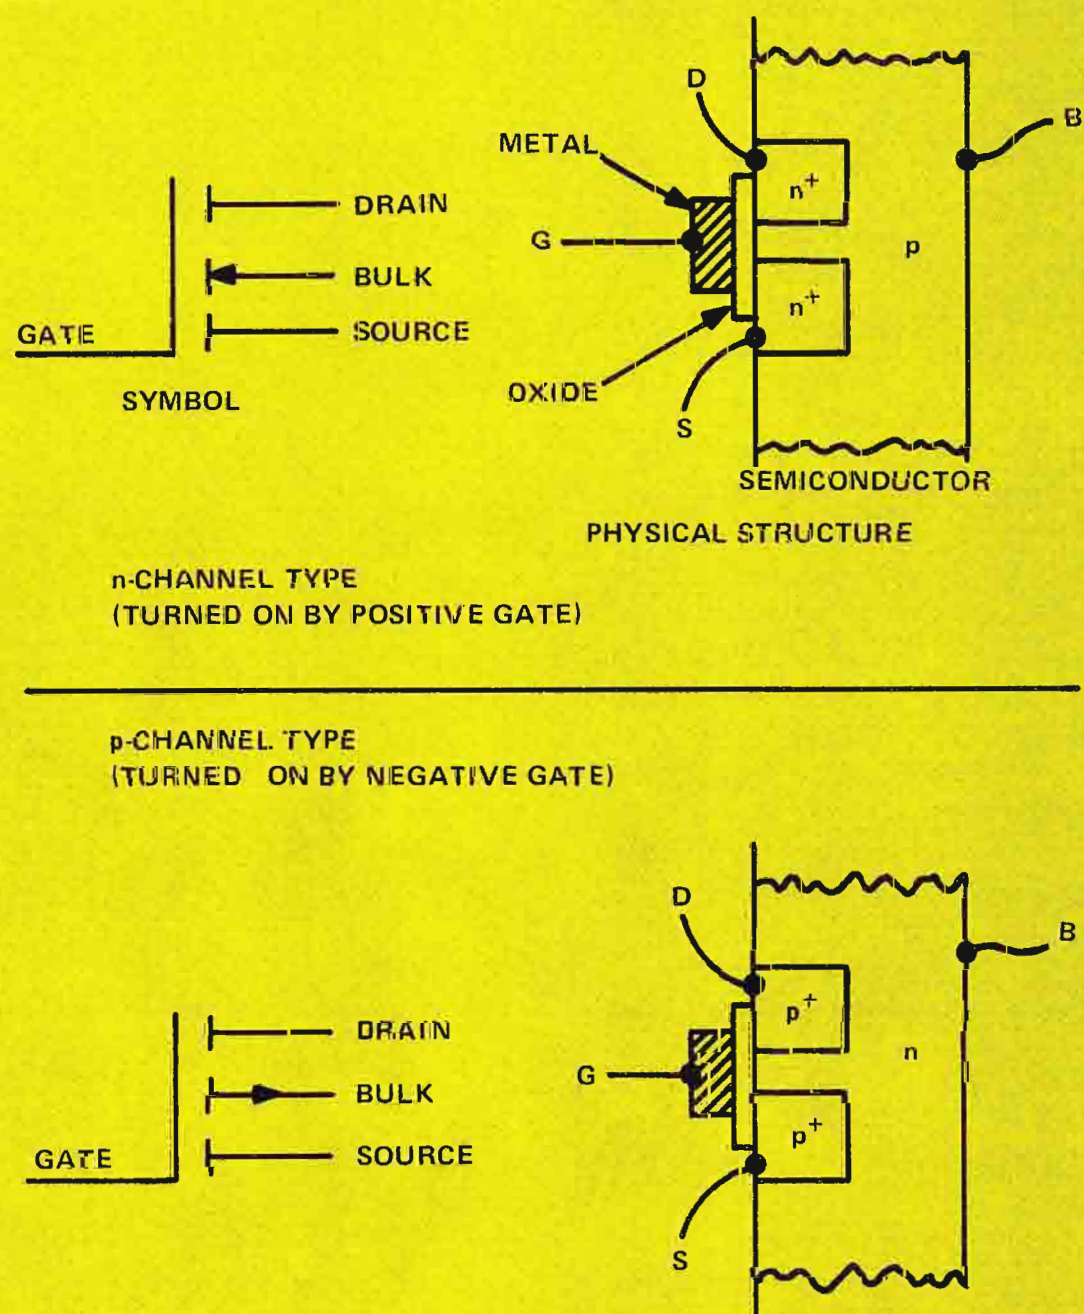 D
B
METAL
n+
DRAIN
G
p
BULK
n+
GATE
SOURCE
OXIDE
SYMBOL
S
SEMICONDUCTOR
PHYSICAL STRUCTURE
n-CHANNEL TYPE
(TURNED ON BY POSITIVE GATE)
p-CHANNEL TYPE
(TURNED ON BY NEGATIVE GATE)
D
B
p+
DRAIN
n
G
BULK
p+
GATE
SOURCE
S